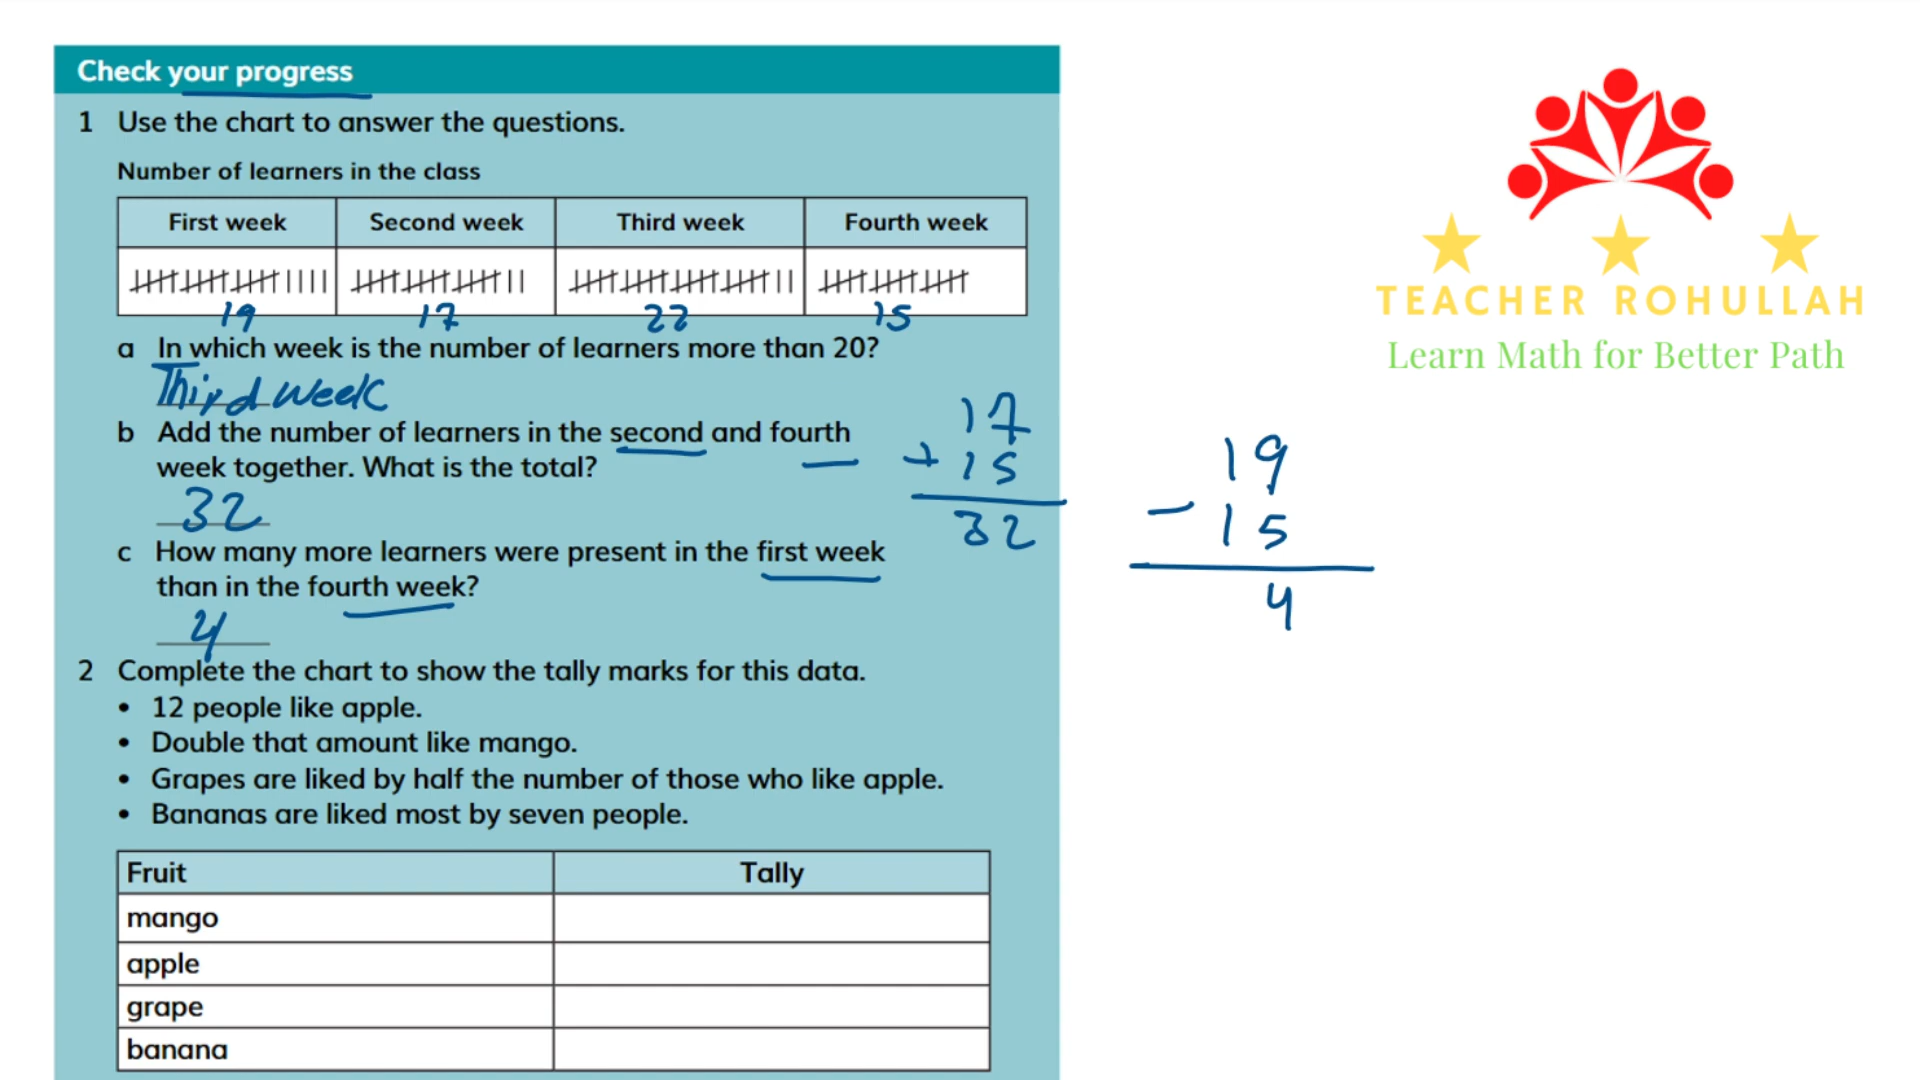 Check your progress
1 Use the chart to answer the questions.
Number of learners in the class
First week Second week Third week Fourth week
19 17 22 15
a In which week is the number of learners more than 20?
Third week
b Add the number of learners in the second and fourth
week together. What is the total?
32
c How many more learners were present in the first week
than in the fourth week?
4
2 Complete the chart to show the tally marks for this data.
• 12 people like apple.
• Double that amount like mango.
• Grapes are liked by half the number of those who like apple.
• Bananas are liked most by seven people.
Fruit Tally
mango
apple
grape
banana
17
+ 15
32
19
- 15
4
TEACHER ROHULLAH
Learn Math for Better Path